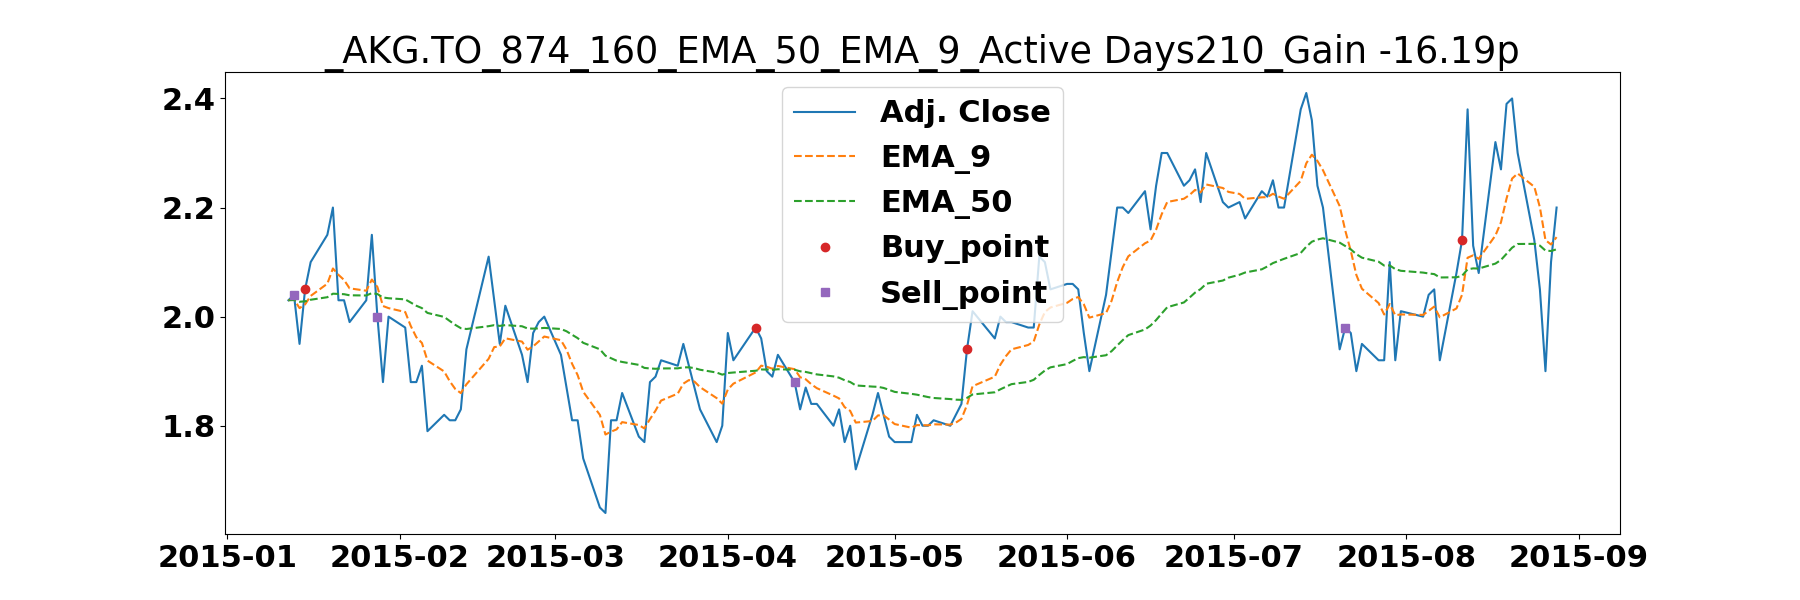 _AKG.TO_874_160_EMA_50_EMA_9_Active Days210_Gain -16.19p
2.4
2.2
2.0
1.8
Adj. Close
EMA_9
EMA_50
Buy_point
Sell_point
2015-01 2015-02 2015-03 2015-04 2015-05 2015-06 2015-07 2015-08 2015-09